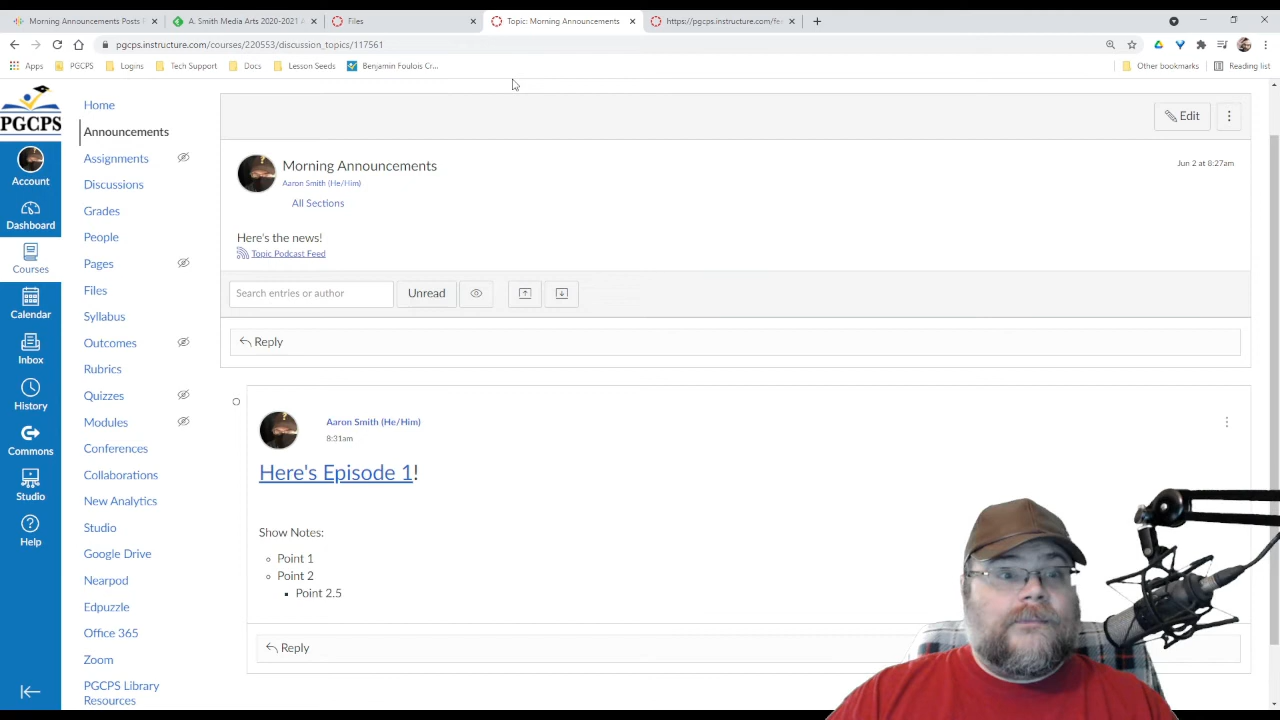 Morning Announcements Posts F
A. Smith Media Arts 2020-2021 A
Files
Topic: Morning Announcements
https://pgcps.instructure.com/fe
pgcps.instructure.com/courses/220553/discussion_topics/117561
Apps
PGCPS
Logins
Tech Support
Docs
Lesson Seeds
Benjamin Foulois Cr...
Other bookmarks
Reading list
PGCPS
Account
Dashboard
Courses
Calendar
Inbox
History
Commons
Studio
Help
Home
Announcements
Assignments
Discussions
Grades
People
Pages
Files
Syllabus
Outcomes
Rubrics
Quizzes
Modules
Conferences
Collaborations
New Analytics
Studio
Google Drive
Nearpod
Edpuzzle
Office 365
Zoom
PGCPS Library
Resources
Edit
Morning Announcements
Jun 2 at 8:27am
Aaron Smith (He/Him)
All Sections
Here's the news!
Topic Podcast Feed
Search entries or author
Unread
Reply
Aaron Smith (He/Him)
8:31am
Here's Episode 1!
Show Notes:
Point 1
Point 2
Point 2.5
Reply